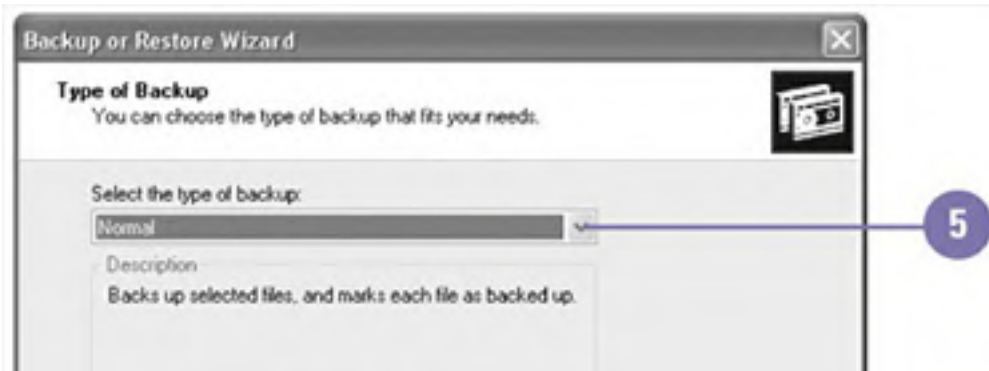 Backup or Restore Wizard
Type of Backup
You can choose the type of backup that fits your needs.
Select the type of backup:
Normal
5
Description
Backs up selected files, and marks each file as backed up.